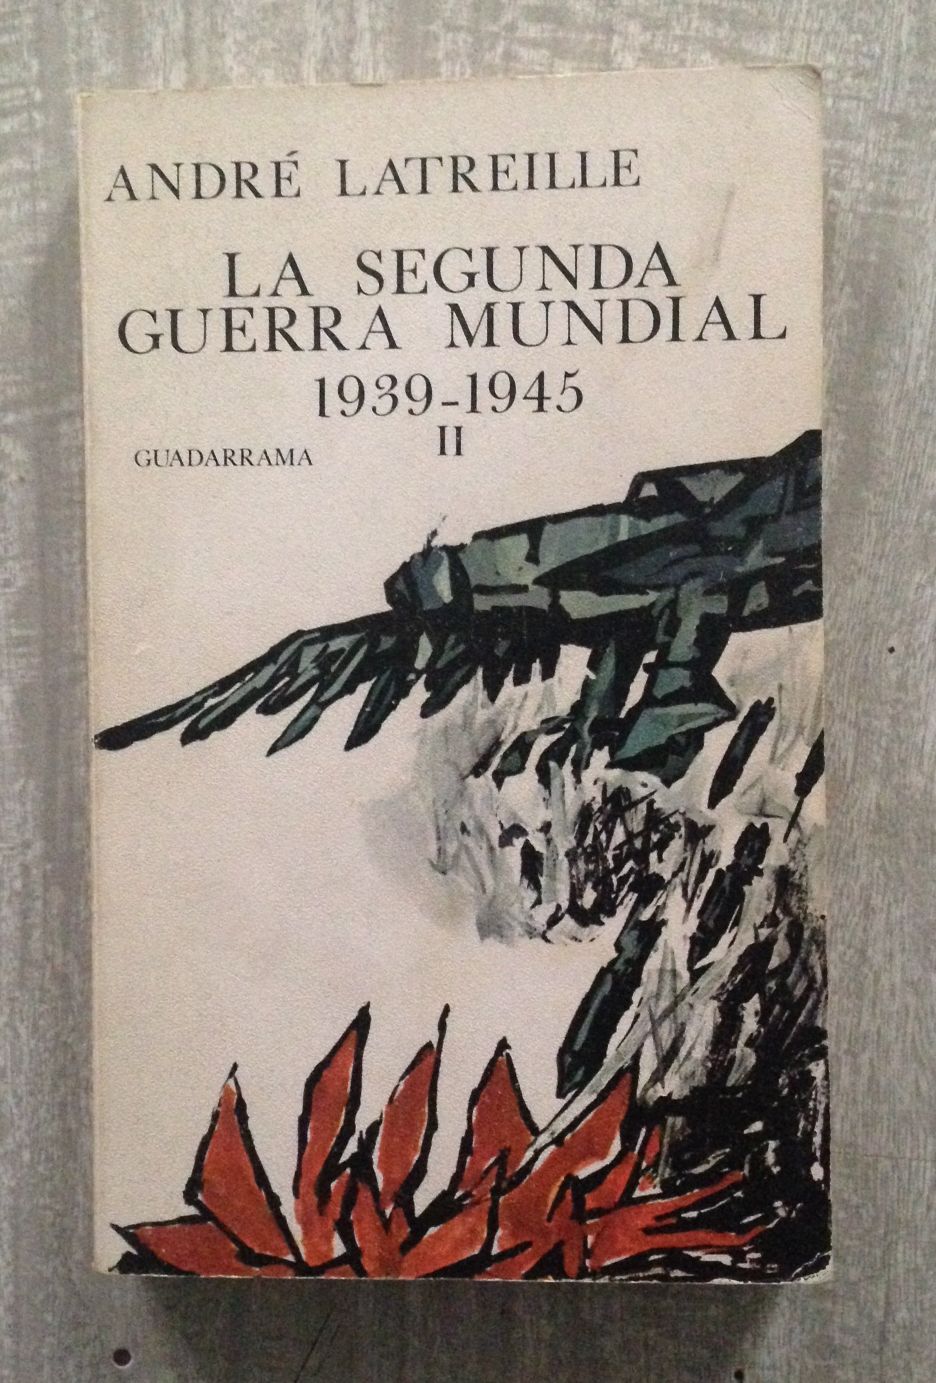 ANDRÉ LATREILLE
LA SEGUNDA
GUERRA MUNDIAL
1939-1945
II
GUADARRAMA